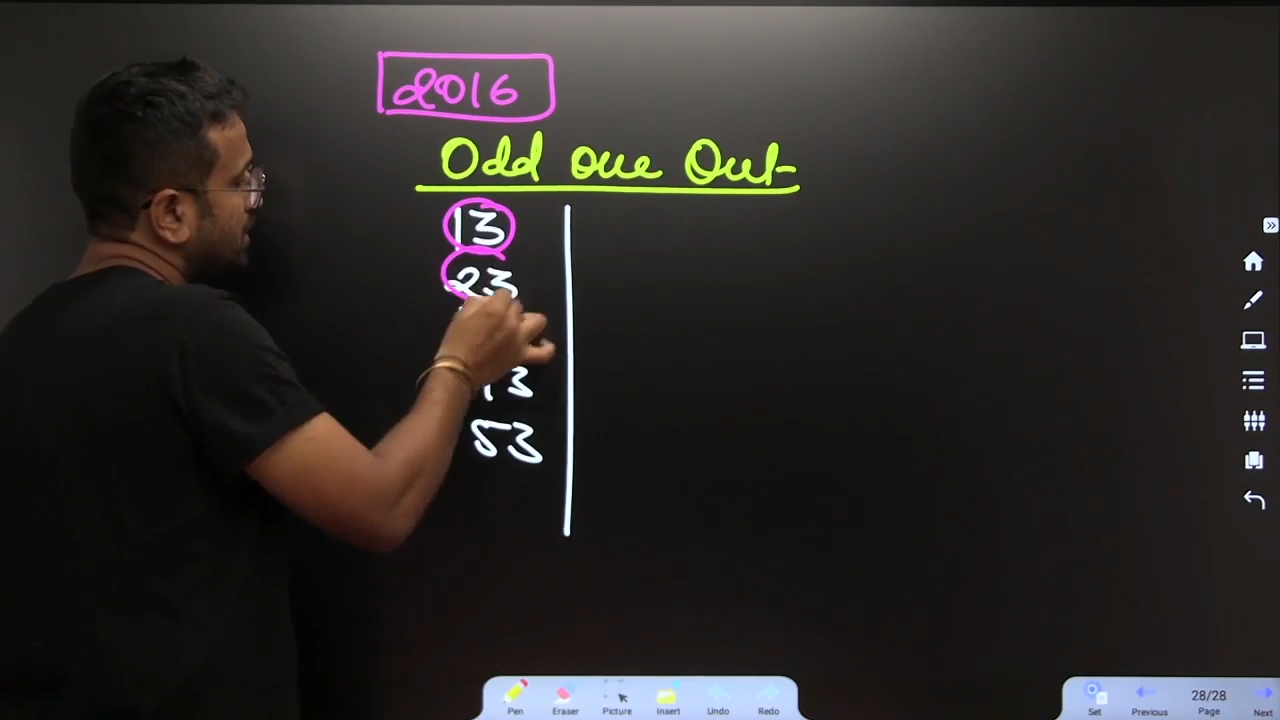 2016
Odd one Out
13
23
53
28/28
Pen
Eraser
Picture
Insert
Undo
Redo
Set
Previous
Page
Next